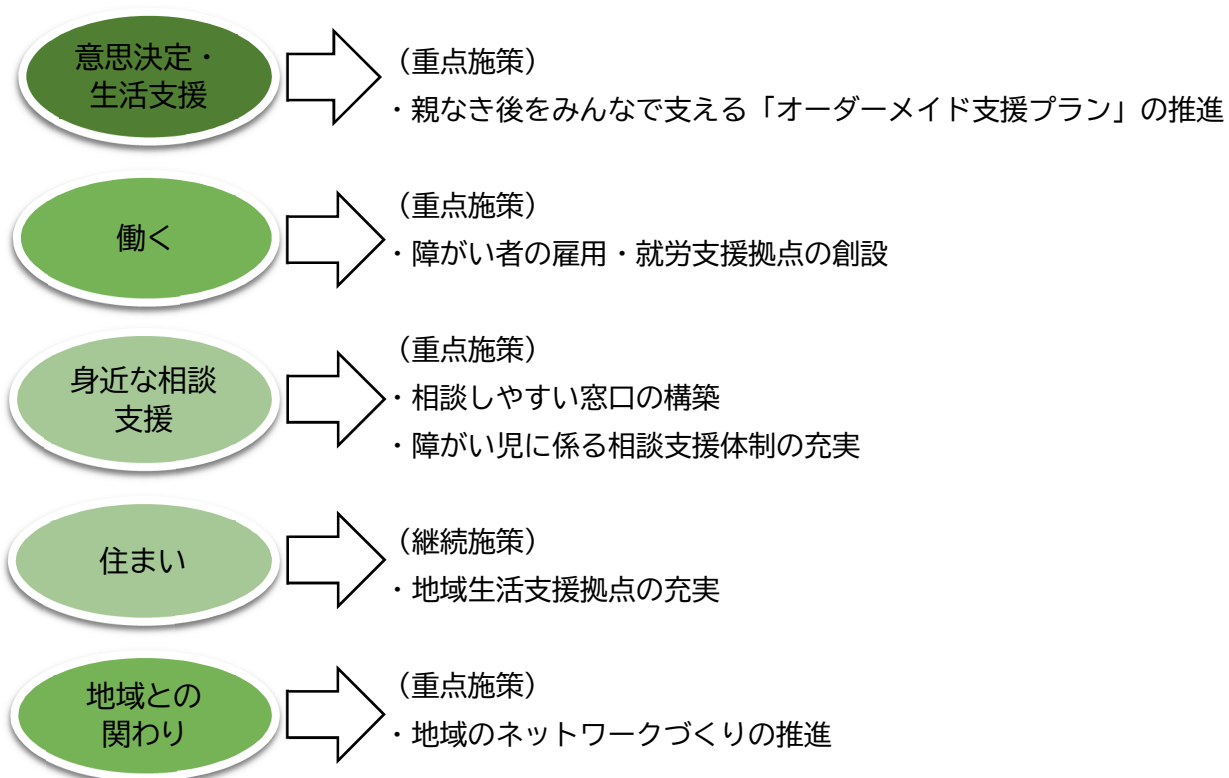 意思決定・
生活支援
（重点施策）
・親なき後をみんなで支える「オーダーメイド支援プラン」の推進
働く
（重点施策）
・障がい者の雇用・就労支援拠点の創設
身近な相談
支援
（重点施策）
・相談しやすい窓口の構築
・障がい児に係る相談支援体制の充実
住まい
（継続施策）
・地域生活支援拠点の充実
地域との
関わり
（重点施策）
・地域のネットワークづくりの推進